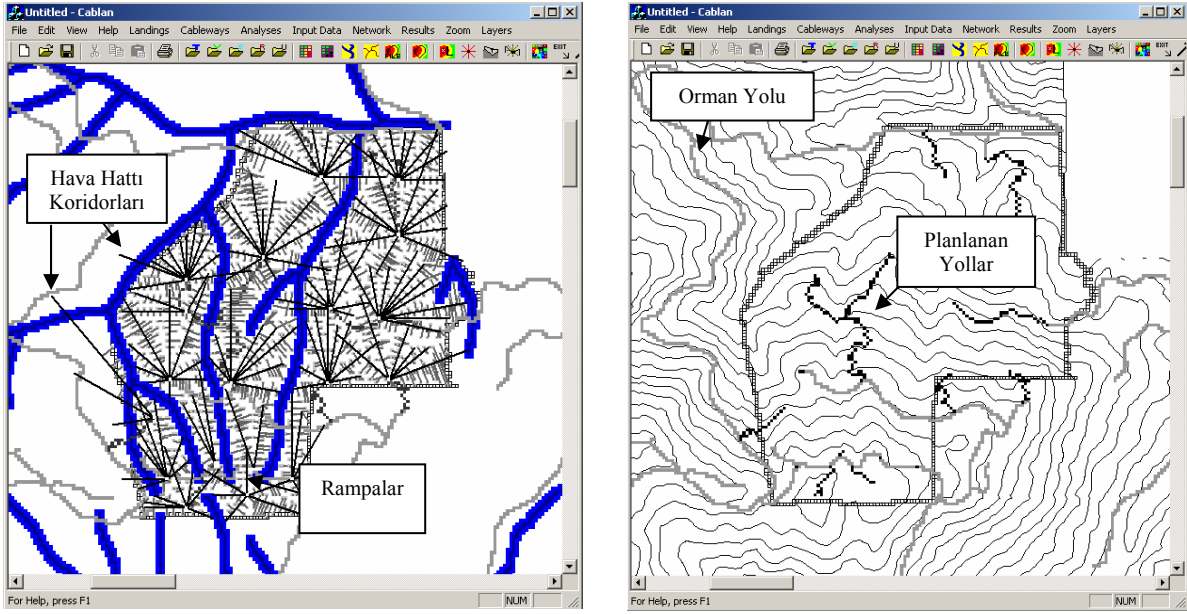 Untitled - Cablan
File Edit View Help Landings Cableways Analyses Input Data Network Results Zoom Layers
EXIT
Hava Hattı
Koridorları
Rampalar
For Help, press F1
NUM
Untitled - Cablan
File Edit View Help Landings Cableways Analyses Input Data Network Results Zoom Layers
EXIT
Orman Yolu
Planlanan
Yollar
For Help, press F1
NUM